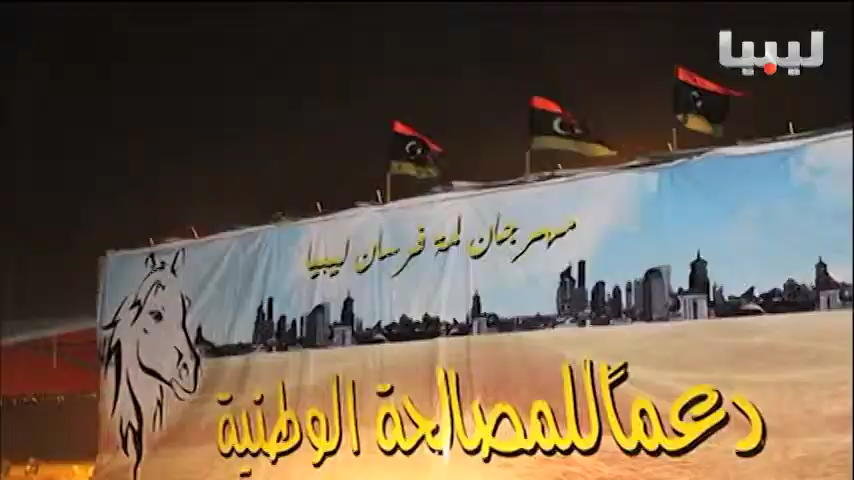 ليبيا
مهرجان لمة فرسان ليبيا
دعماً للمصالحة الوطنية